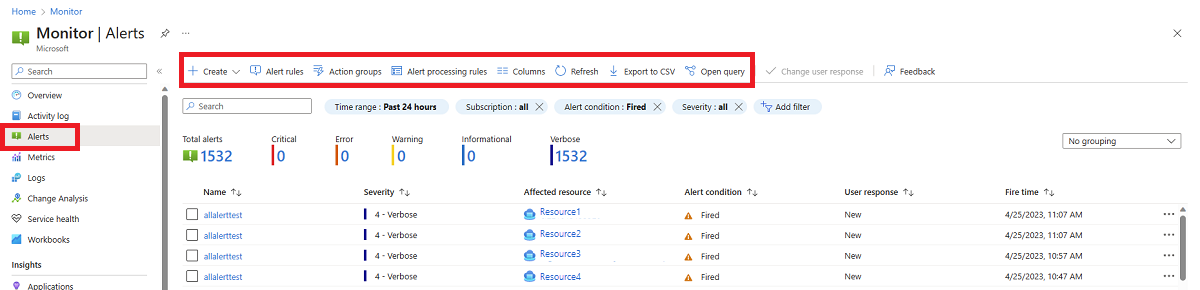 Home > Monitor
Monitor | Alerts
Microsoft
Search
Create Alert rules Action groups Alert processing rules Columns Refresh Export to CSV Open query Change user response Feedback
Overview
Activity log
Alerts
Metrics
Logs
Change Analysis
Service health
Workbooks
Insights
Applications
Search Time range : Past 24 hours Subscription : all Alert condition : Fired Severity : all Add filter
Total alerts Critical Error Warning Informational Verbose
1532 0 0 0 0 1532
No grouping
Name Severity Affected resource Alert condition User response Fire time
allalerttest 4 - Verbose Resource1 Fired New 4/25/2023, 11:07 AM
allalerttest 4 - Verbose Resource2 Fired New 4/25/2023, 11:07 AM
allalerttest 4 - Verbose Resource3 Fired New 4/25/2023, 10:57 AM
allalerttest 4 - Verbose Resource4 Fired New 4/25/2023, 10:47 AM